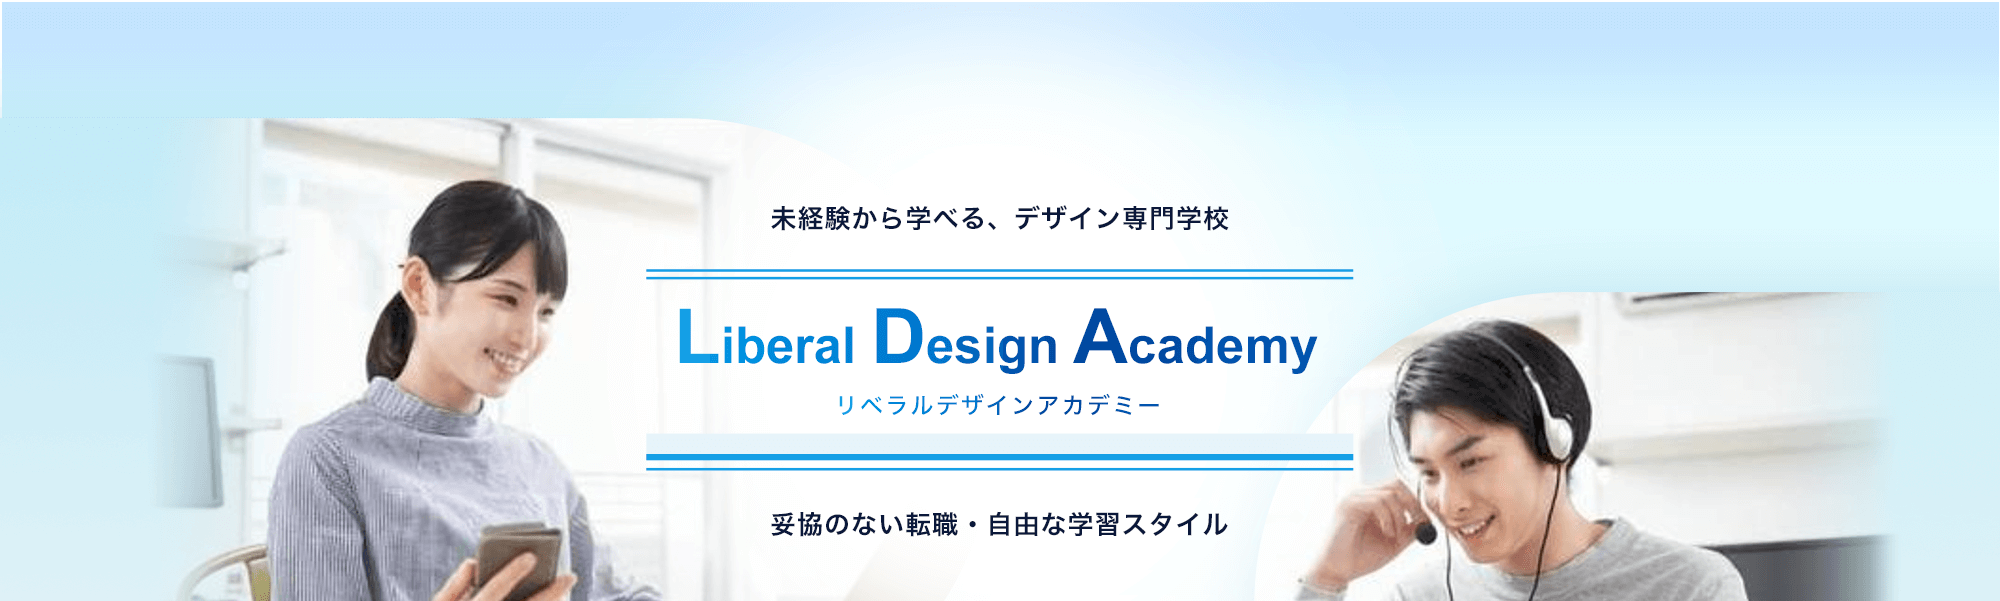 未経験から学べる、デザイン専門学校
Liberal Design Academy
リベラルデザインアカデミー
妥協のない転職・自由な学習スタイル